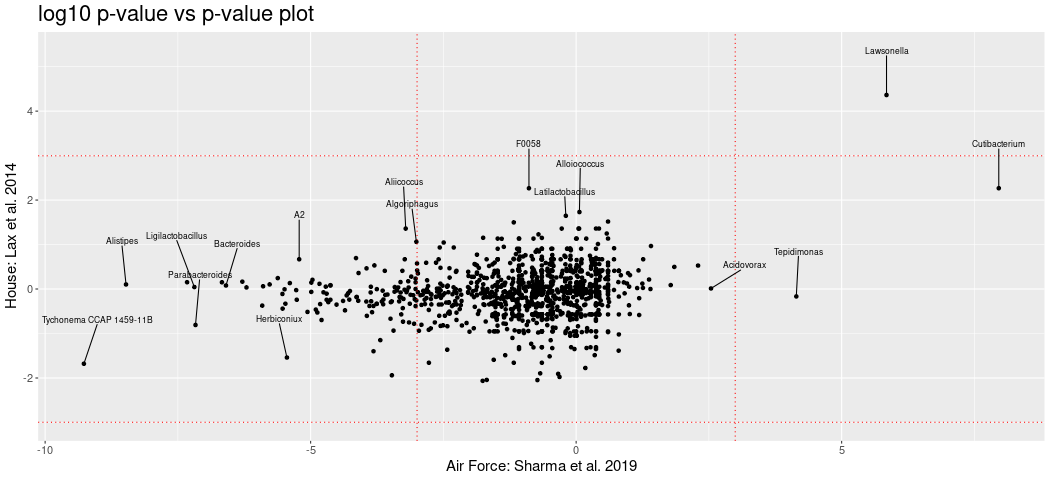 log10 p-value vs p-value plot
Lawsonella
F0058
Cutibacterium
Alloiococcus
Aliicoccus
Latilactobacillus
Algoriphagus
A2
Ligilactobacillus
Alistipes
Bacteroides
Tepidimonas
Acidovorax
Parabacteroides
Tychonema CCAP 1459-11B
Herbiconiux
4
2
0
-2
House: Lax et al. 2014
-10
-5
0
5
Air Force: Sharma et al. 2019